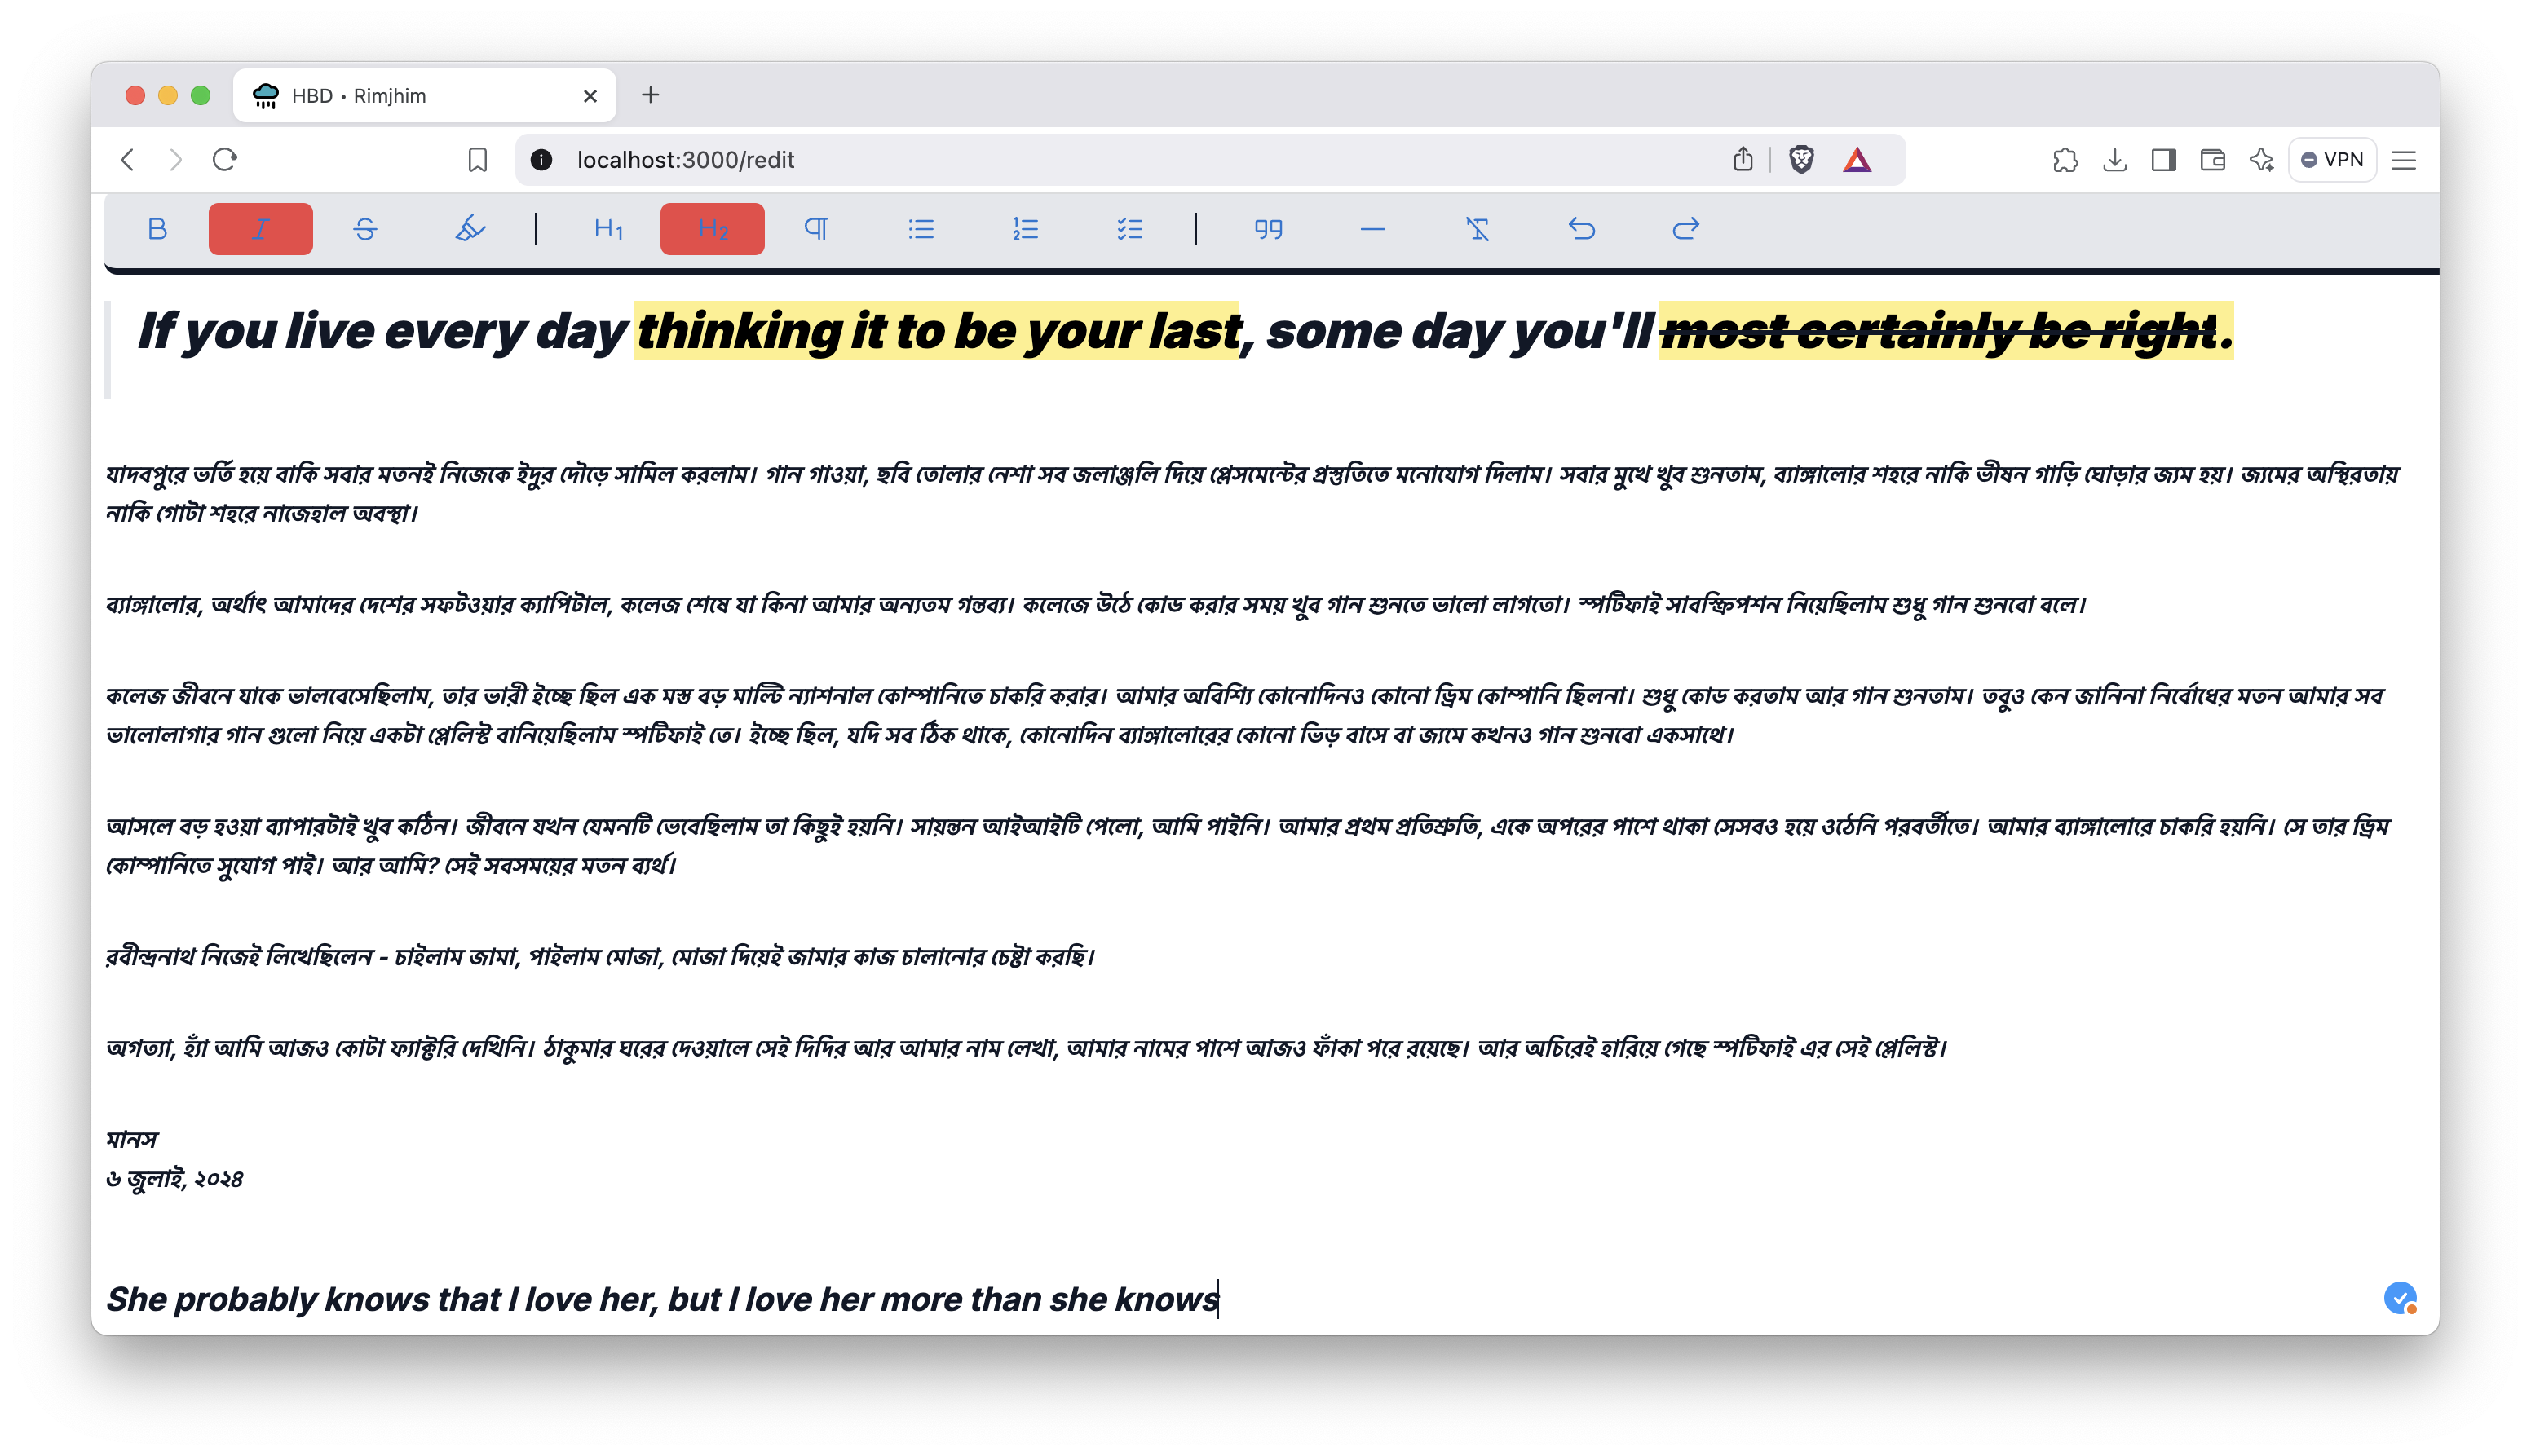 HBD • Rimjhim
localhost:3000/redit
VPN
B I S H1 H2
If you live every day thinking it to be your last, some day you'll most certainly be right.
যাদবপুরে ভর্তি হয়ে বাকি সবার মতনই নিজেকে ইদুর দৌড়ে সামিল করলাম। গান গাওয়া, ছবি তোলার নেশা সব জলাঞ্জলি দিয়ে প্লেসমেন্টের প্রস্তুতিতে মনোযোগ দিলাম। সবার মুখে খুব শুনতাম, ব্যাঙ্গালোর শহরে নাকি ভীষন গাড়ি ঘোড়ার জ্যম হয়। জ্যমের অস্থিরতায়
নাকি গোটা শহরে নাজেহাল অবস্থা।
ব্যাঙ্গালোর, অর্থাৎ আমাদের দেশের সফটওয়ার ক্যাপিটাল, কলেজ শেষে যা কিনা আমার অন্যতম গন্তব্য। কলেজে উঠে কোড করার সময় খুব গান শুনতে ভালো লাগতো। স্পটিফাই সাবস্ক্রিপশন নিয়েছিলাম শুধু গান শুনবো বলে।
কলেজ জীবনে যাকে ভালবেসেছিলাম, তার ভারী ইচ্ছে ছিল এক মস্ত বড় মাল্টি ন্যাশনাল কোম্পানিতে চাকরি করার। আমার অবিশ্যি কোনোদিনও কোনো ড্রিম কোম্পানি ছিলনা। শুধু কোড করতাম আর গান শুনতাম। তবুও কেন জানিনা নির্বোধের মতন আমার সব
ভালোলাগার গান গুলো নিয়ে একটা প্লেলিস্ট বানিয়েছিলাম স্পটিফাই তে। ইচ্ছে ছিল, যদি সব ঠিক থাকে, কোনোদিন ব্যাঙ্গালোরের কোনো ভিড় বাসে বা জ্যমে কখনও গান শুনবো একসাথে।
আসলে বড় হওয়া ব্যাপারটাই খুব কঠিন। জীবনে যখন যেমনটি ভেবেছিলাম তা কিছুই হয়নি। সায়ন্তন আইআইটি পেলো, আমি পাইনি। আমার প্রথম প্রতিশ্রুতি, একে অপরের পাশে থাকা সেসবও হয়ে ওঠেনি পরবর্তীতে। আমার ব্যাঙ্গালোরে চাকরি হয়নি। সে তার ড্রিম
কোম্পানিতে সুযোগ পাই। আর আমি? সেই সবসময়ের মতন ব্যর্থ।
রবীন্দ্রনাথ নিজেই লিখেছিলেন - চাইলাম জামা, পাইলাম মোজা, মোজা দিয়েই জামার কাজ চালানোর চেষ্টা করছি।
অগত্যা, হ্যাঁ আমি আজও কোটা ফ্যাক্টরি দেখিনি। ঠাকুমার ঘরের দেওয়ালে সেই দিদির আর আমার নাম লেখা, আমার নামের পাশে আজও ফাঁকা পরে রয়েছে। আর অচিরেই হারিয়ে গেছে স্পটিফাই এর সেই প্লেলিস্ট।
মানস
৬ জুলাই, ২০২৪
She probably knows that I love her, but I love her more than she knows